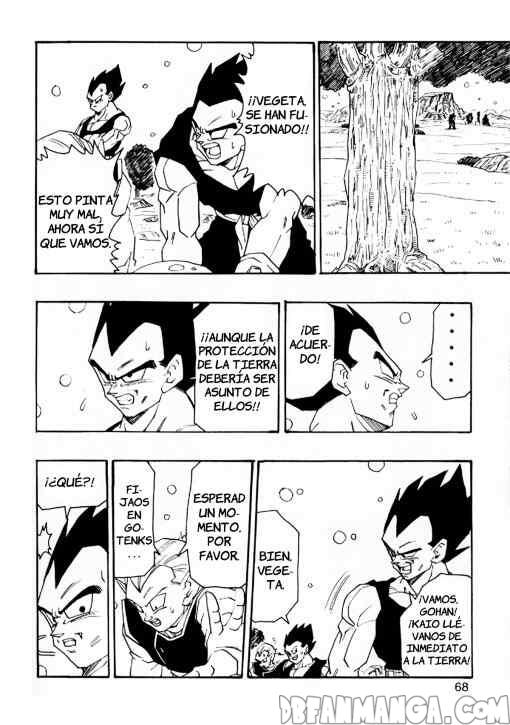 ¡¡VEGETA,
SE HAN FU-
SIONADO!!
ESTO PINTA
MUY MAL,
AHORA SÍ
QUE VAMOS.
. . . .
¡DE
ACUER-
DO!
¡¡AUNQUE LA
PROTECCIÓN
DE LA TIERRA
DEBERÍA SER
ASUNTO DE
ELLOS!!
¡VAMOS,
GOHAN!
¡KAIO LLÉ-
VANOS DE
INMEDIATO
A LA TIERRA!
BIEN,
VEGE-
TA.
ESPERAD
UN MO-
MENTO,
POR
FAVOR.
FI-
JAOS
EN
GO-
TENKS
...
¡¿QUÉ?!
68
DBFANMANGA.COM